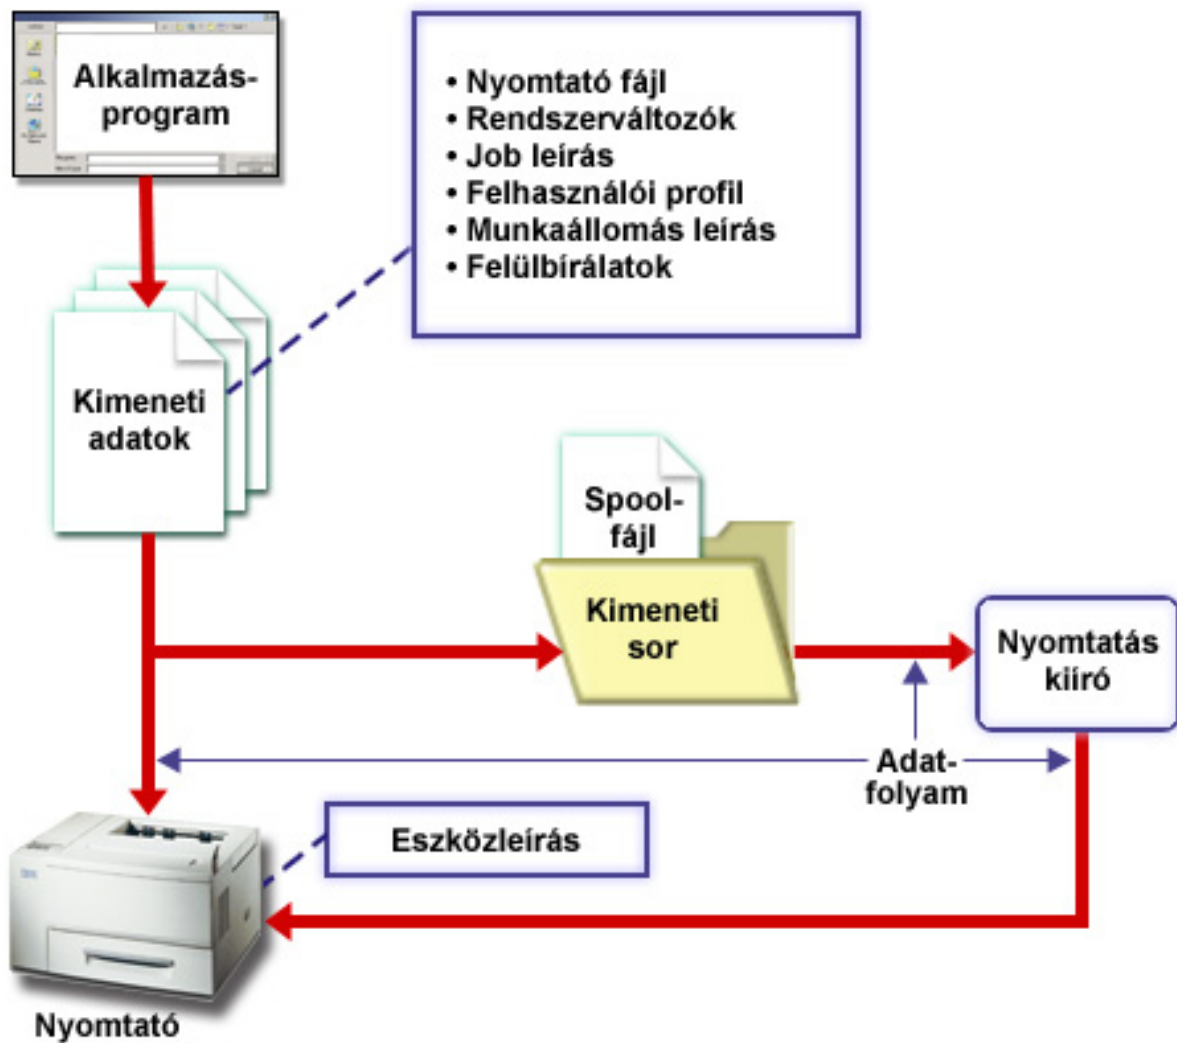 Alkalmazás-
program
• Nyomtató fájl
• Rendszerváltozók
• Job leírás
• Felhasználói profil
• Munkaállomás leírás
• Felülbírálatok
Kimeneti
adatok
Spool-
fájl
Kimeneti
sor
Nyomtatás
kiíró
Adat-
folyam
Eszközleírás
Nyomtató